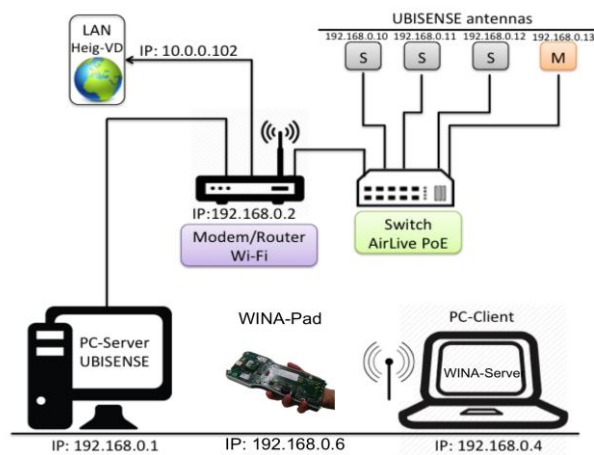 UBISENSE antennas
192.168.0.10 192.168.0.11 192.168.0.12 192.168.0.13
S S S M
LAN
Heig-VD
IP: 10.0.0.102
IP:192.168.0.2
Modem/Router
Wi-Fi
Switch
AirLive PoE
PC-Server
UBISENSE
WINA-Pad
PC-Client
WINA-Server
IP: 192.168.0.1 IP: 192.168.0.6 IP: 192.168.0.4